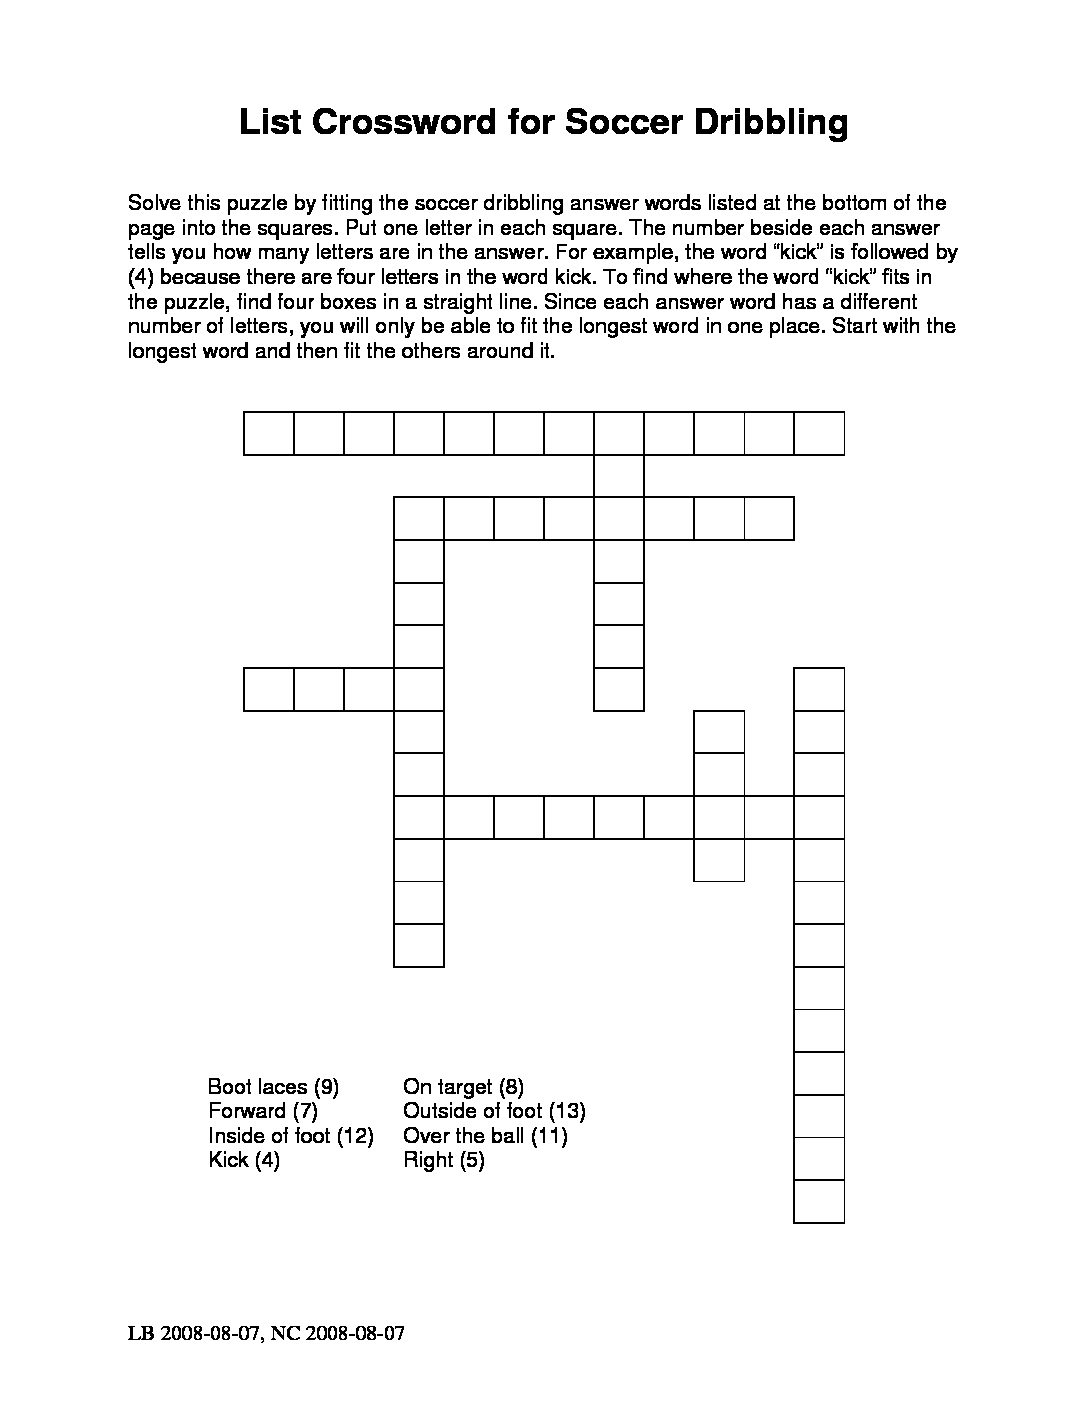 List Crossword for Soccer Dribbling
Solve this puzzle by fitting the soccer dribbling answer words listed at the bottom of the
page into the squares. Put one letter in each square. The number beside each answer
tells you how many letters are in the answer. For example, the word “kick” is followed by
(4) because there are four letters in the word kick. To find where the word “kick” fits in
the puzzle, find four boxes in a straight line. Since each answer word has a different
number of letters, you will only be able to fit the longest word in one place. Start with the
longest word and then fit the others around it.
Boot laces (9)
Forward (7)
Inside of foot (12)
Kick (4)
On target (8)
Outside of foot (13)
Over the ball (11)
Right (5)
LB 2008-08-07, NC 2008-08-07